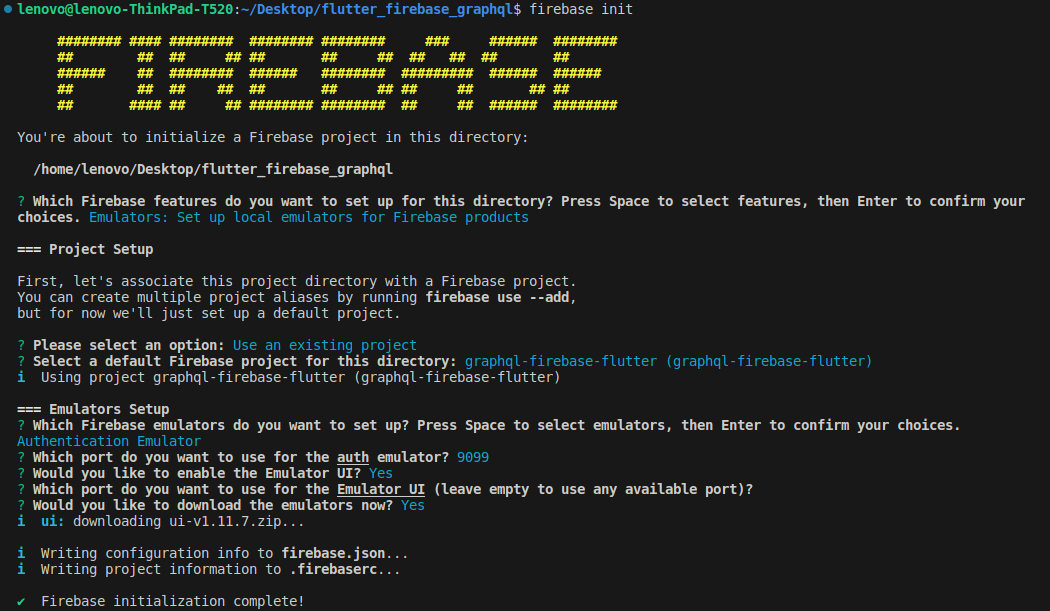 lenovo@lenovo-ThinkPad-T520:~/Desktop/flutter_firebase_graphql$ firebase init
FIREBASE
You're about to initialize a Firebase project in this directory:
/home/lenovo/Desktop/flutter_firebase_graphql
? Which Firebase features do you want to set up for this directory? Press Space to select features, then Enter to confirm your
choices. Emulators: Set up local emulators for Firebase products
=== Project Setup
First, let's associate this project directory with a Firebase project.
You can create multiple project aliases by running firebase use --add,
but for now we'll just set up a default project.
? Please select an option: Use an existing project
? Select a default Firebase project for this directory: graphql-firebase-flutter (graphql-firebase-flutter)
i Using project graphql-firebase-flutter (graphql-firebase-flutter)
=== Emulators Setup
? Which Firebase emulators do you want to set up? Press Space to select emulators, then Enter to confirm your choices.
Authentication Emulator
? Which port do you want to use for the auth emulator? 9099
? Would you like to enable the Emulator UI? Yes
? Which port do you want to use for the Emulator UI (leave empty to use any available port)?
? Would you like to download the emulators now? Yes
i ui: downloading ui-v1.11.7.zip...
i Writing configuration info to firebase.json...
i Writing project information to .firebaserc...
✔ Firebase initialization complete!